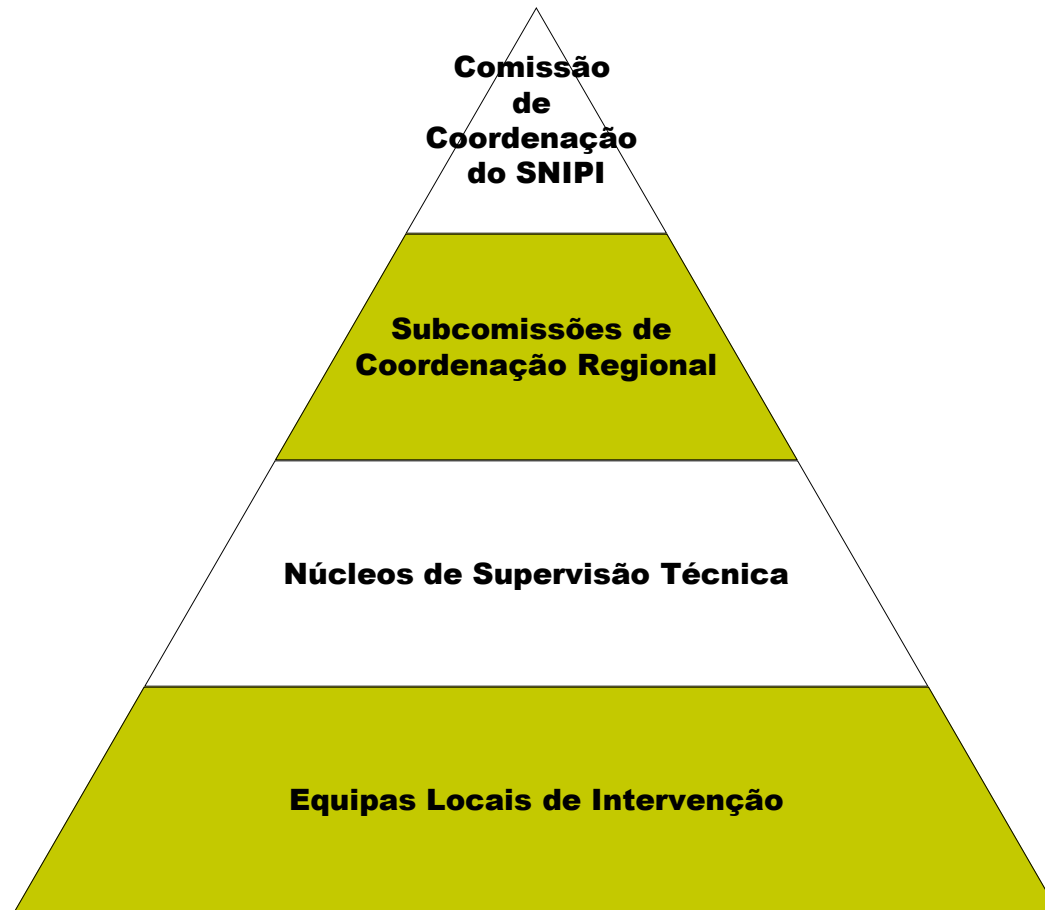 Comissão
de
Coordenação
do SNIPI
Subcomissões de
Coordenação Regional
Núcleos de Supervisão Técnica
Equipas Locais de Intervenção